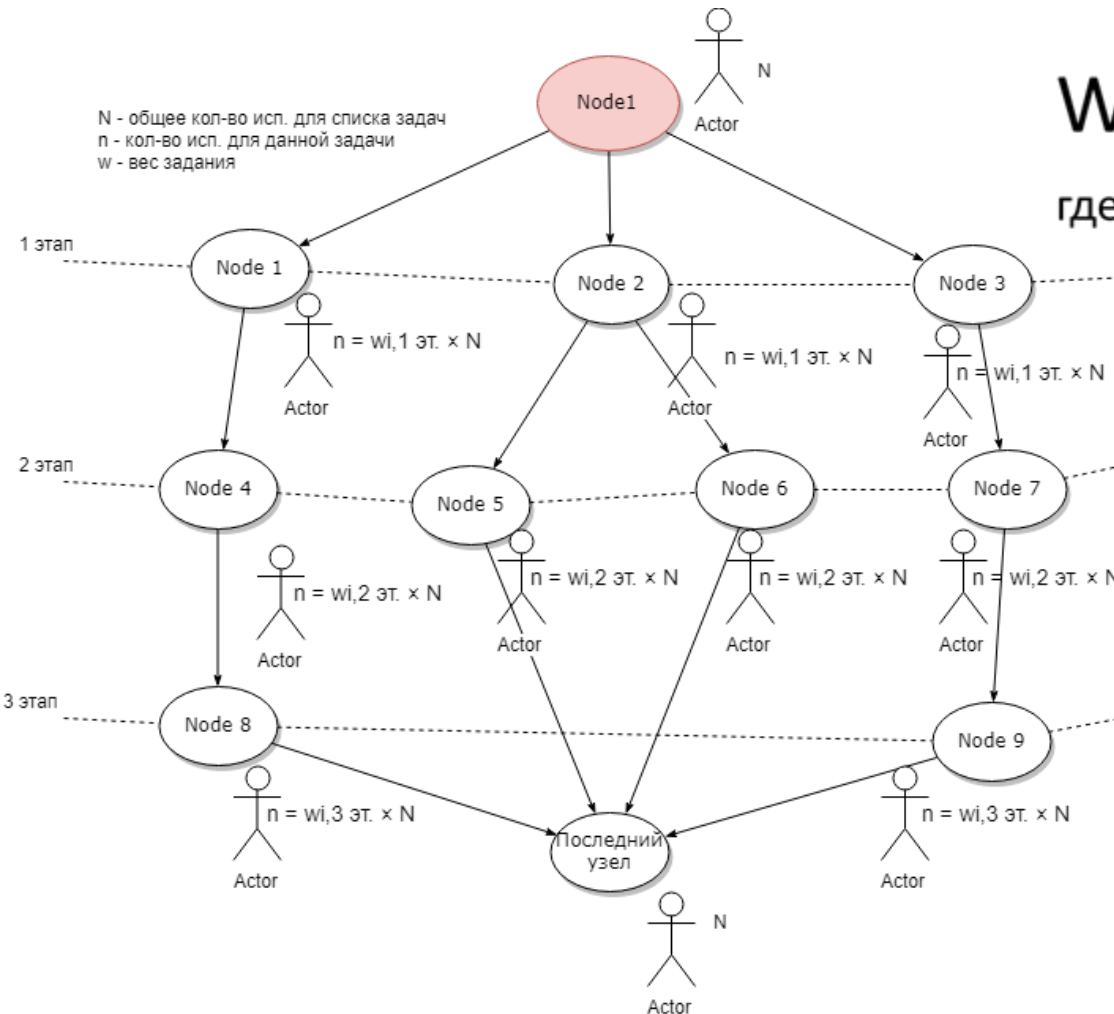 N
Node1
Actor
W
N - общее кол-во исп. для списка задач
n - кол-во исп. для данной задачи
w - вес задания
где
1 этап
Node 1
Node 2
Node 3
n = wi,1 эт. × N
n = wi,1 эт. × N
n = wi,1 эт. × N
Actor
Actor
Actor
2 этап
Node 4
Node 5
Node 6
Node 7
n = wi,2 эт. × N
n = wi,2 эт. × N
n = wi,2 эт. × N
n = wi,2 эт. × N
Actor
Actor
Actor
Actor
3 этап
Node 8
Node 9
n = wi,3 эт. × N
n = wi,3 эт. × N
Последний
узел
Actor
Actor
N
Actor